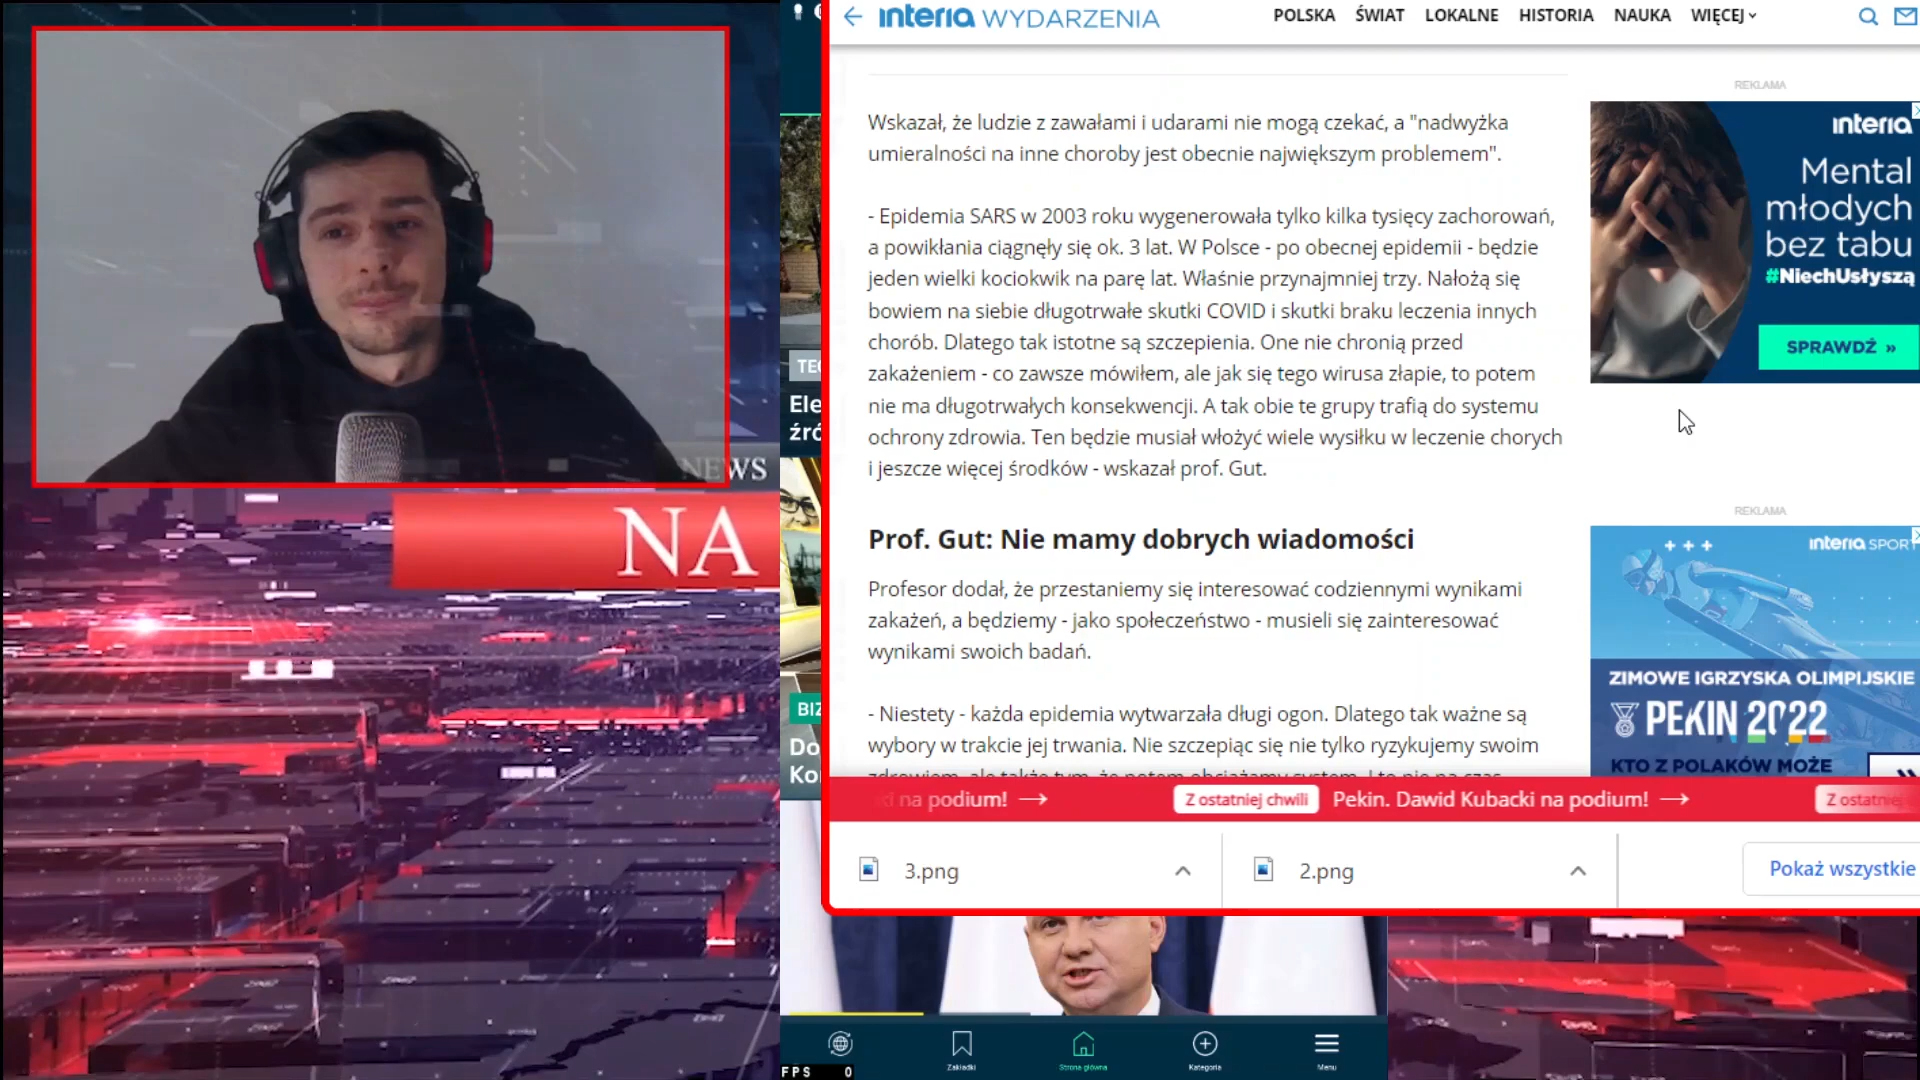 interia WYDARZENIA
POLSKA ŚWIAT LOKALNE HISTORIA NAUKA WIĘCEJ
REKLAMA
Wskazał, że ludzie z zawałami i udarami nie mogą czekać, a "nadwyżka
umieralności na inne choroby jest obecnie największym problemem".
- Epidemia SARS w 2003 roku wygenerowała tylko kilka tysięcy zachorowań,
a powikłania ciągnęły się ok. 3 lat. W Polsce - po obecnej epidemii - będzie
jeden wielki kociokwik na parę lat. Właśnie przynajmniej trzy. Nałożą się
bowiem na siebie długotrwałe skutki COVID i skutki braku leczenia innych
chorób. Dlatego tak istotne są szczepienia. One nie chronią przed
zakażeniem - co zawsze mówiłem, ale jak się tego wirusa złapie, to potem
nie ma długotrwałych konsekwencji. A tak obie te grupy trafią do systemu
ochrony zdrowia. Ten będzie musiał włożyć wiele wysiłku w leczenie chorych
i jeszcze więcej środków - wskazał prof. Gut.
Prof. Gut: Nie mamy dobrych wiadomości
Profesor dodał, że przestaniemy się interesować codziennymi wynikami
zakażeń, a będziemy - jako społeczeństwo - musieli się zainteresować
wynikami swoich badań.
- Niestety - każda epidemia wytwarzała długi ogon. Dlatego tak ważne są
wybory w trakcie jej trwania. Nie szczepiąc się nie tylko ryzykujemy swoim
interia
Mental
młodych
bez tabu
#NiechUsłyszą
SPRAWDŹ »
REKLAMA
interia SPORT
ZIMOWE IGRZYSKA OLIMPIJSKIE
PEKIN 2022
KTO Z POLAKÓW MOŻE
na podium! →
Z ostatniej chwili
Pekin. Dawid Kubacki na podium! →
Z ostatniej
3.png
2.png
Pokaż wszystkie
NEWS
NA
TE
Ele
źró
BIZ
Do
Ko
Zakładki
Strona główna
Kategorie
Menu
FPS 0